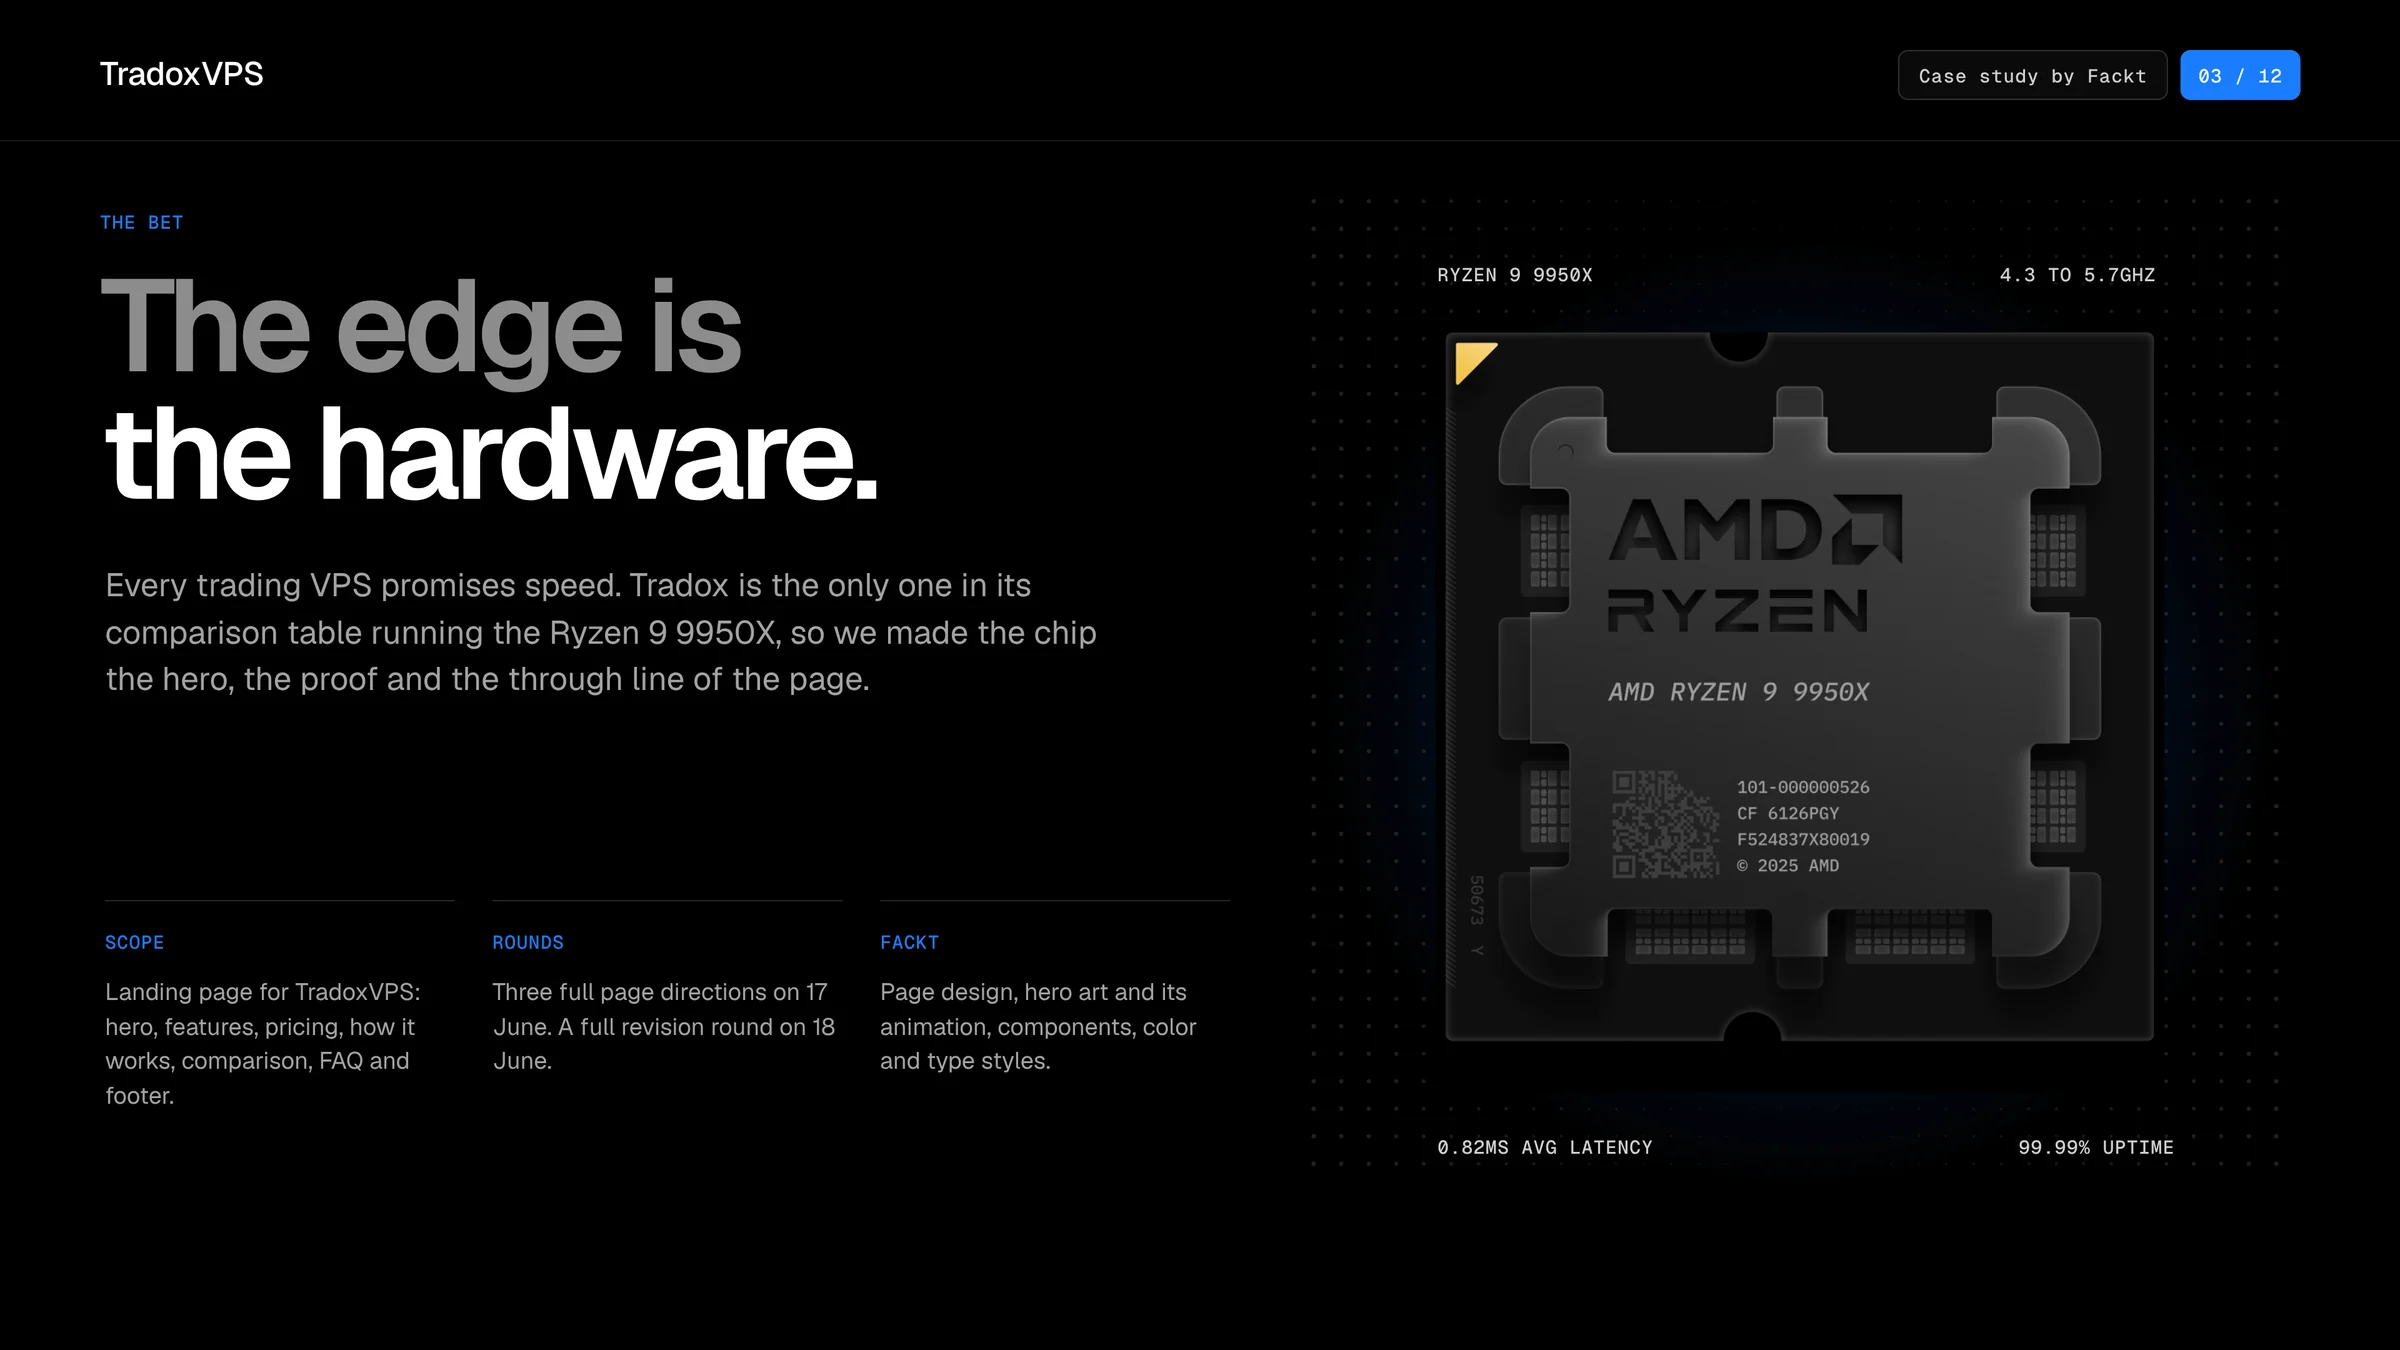 TradoxVPS
Case study by Fackt
03 / 12
THE BET
The edge is
the hardware.
Every trading VPS promises speed. Tradox is the only one in its
comparison table running the Ryzen 9 9950X, so we made the chip
the hero, the proof and the through line of the page.
SCOPE
Landing page for TradoxVPS:
hero, features, pricing, how it
works, comparison, FAQ and
footer.
ROUNDS
Three full page directions on 17
June. A full revision round on 18
June.
FACKT
Page design, hero art and its
animation, components, color
and type styles.
RYZEN 9 9950X
4.3 TO 5.7GHZ
AMD
RYZEN
AMD RYZEN 9 9950X
101-000000526
CF 6126PGY
F524837X80019
© 2025 AMD
50673 Y
0.82MS AVG LATENCY
99.99% UPTIME